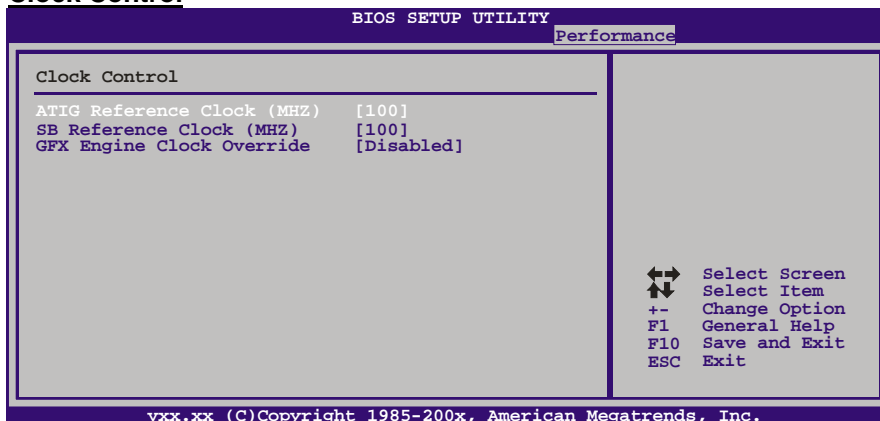 Clock Control
BIOS SETUP UTILITY
Performance
Clock Control
ATIG Reference Clock (MHZ) [100]
SB Reference Clock (MHZ) [100]
GFX Engine Clock Override [Disabled]
Select Screen
Select Item
+- Change Option
F1 General Help
F10 Save and Exit
ESC Exit
vxx.xx (C)Copyright 1985-200x, American Megatrends, Inc.